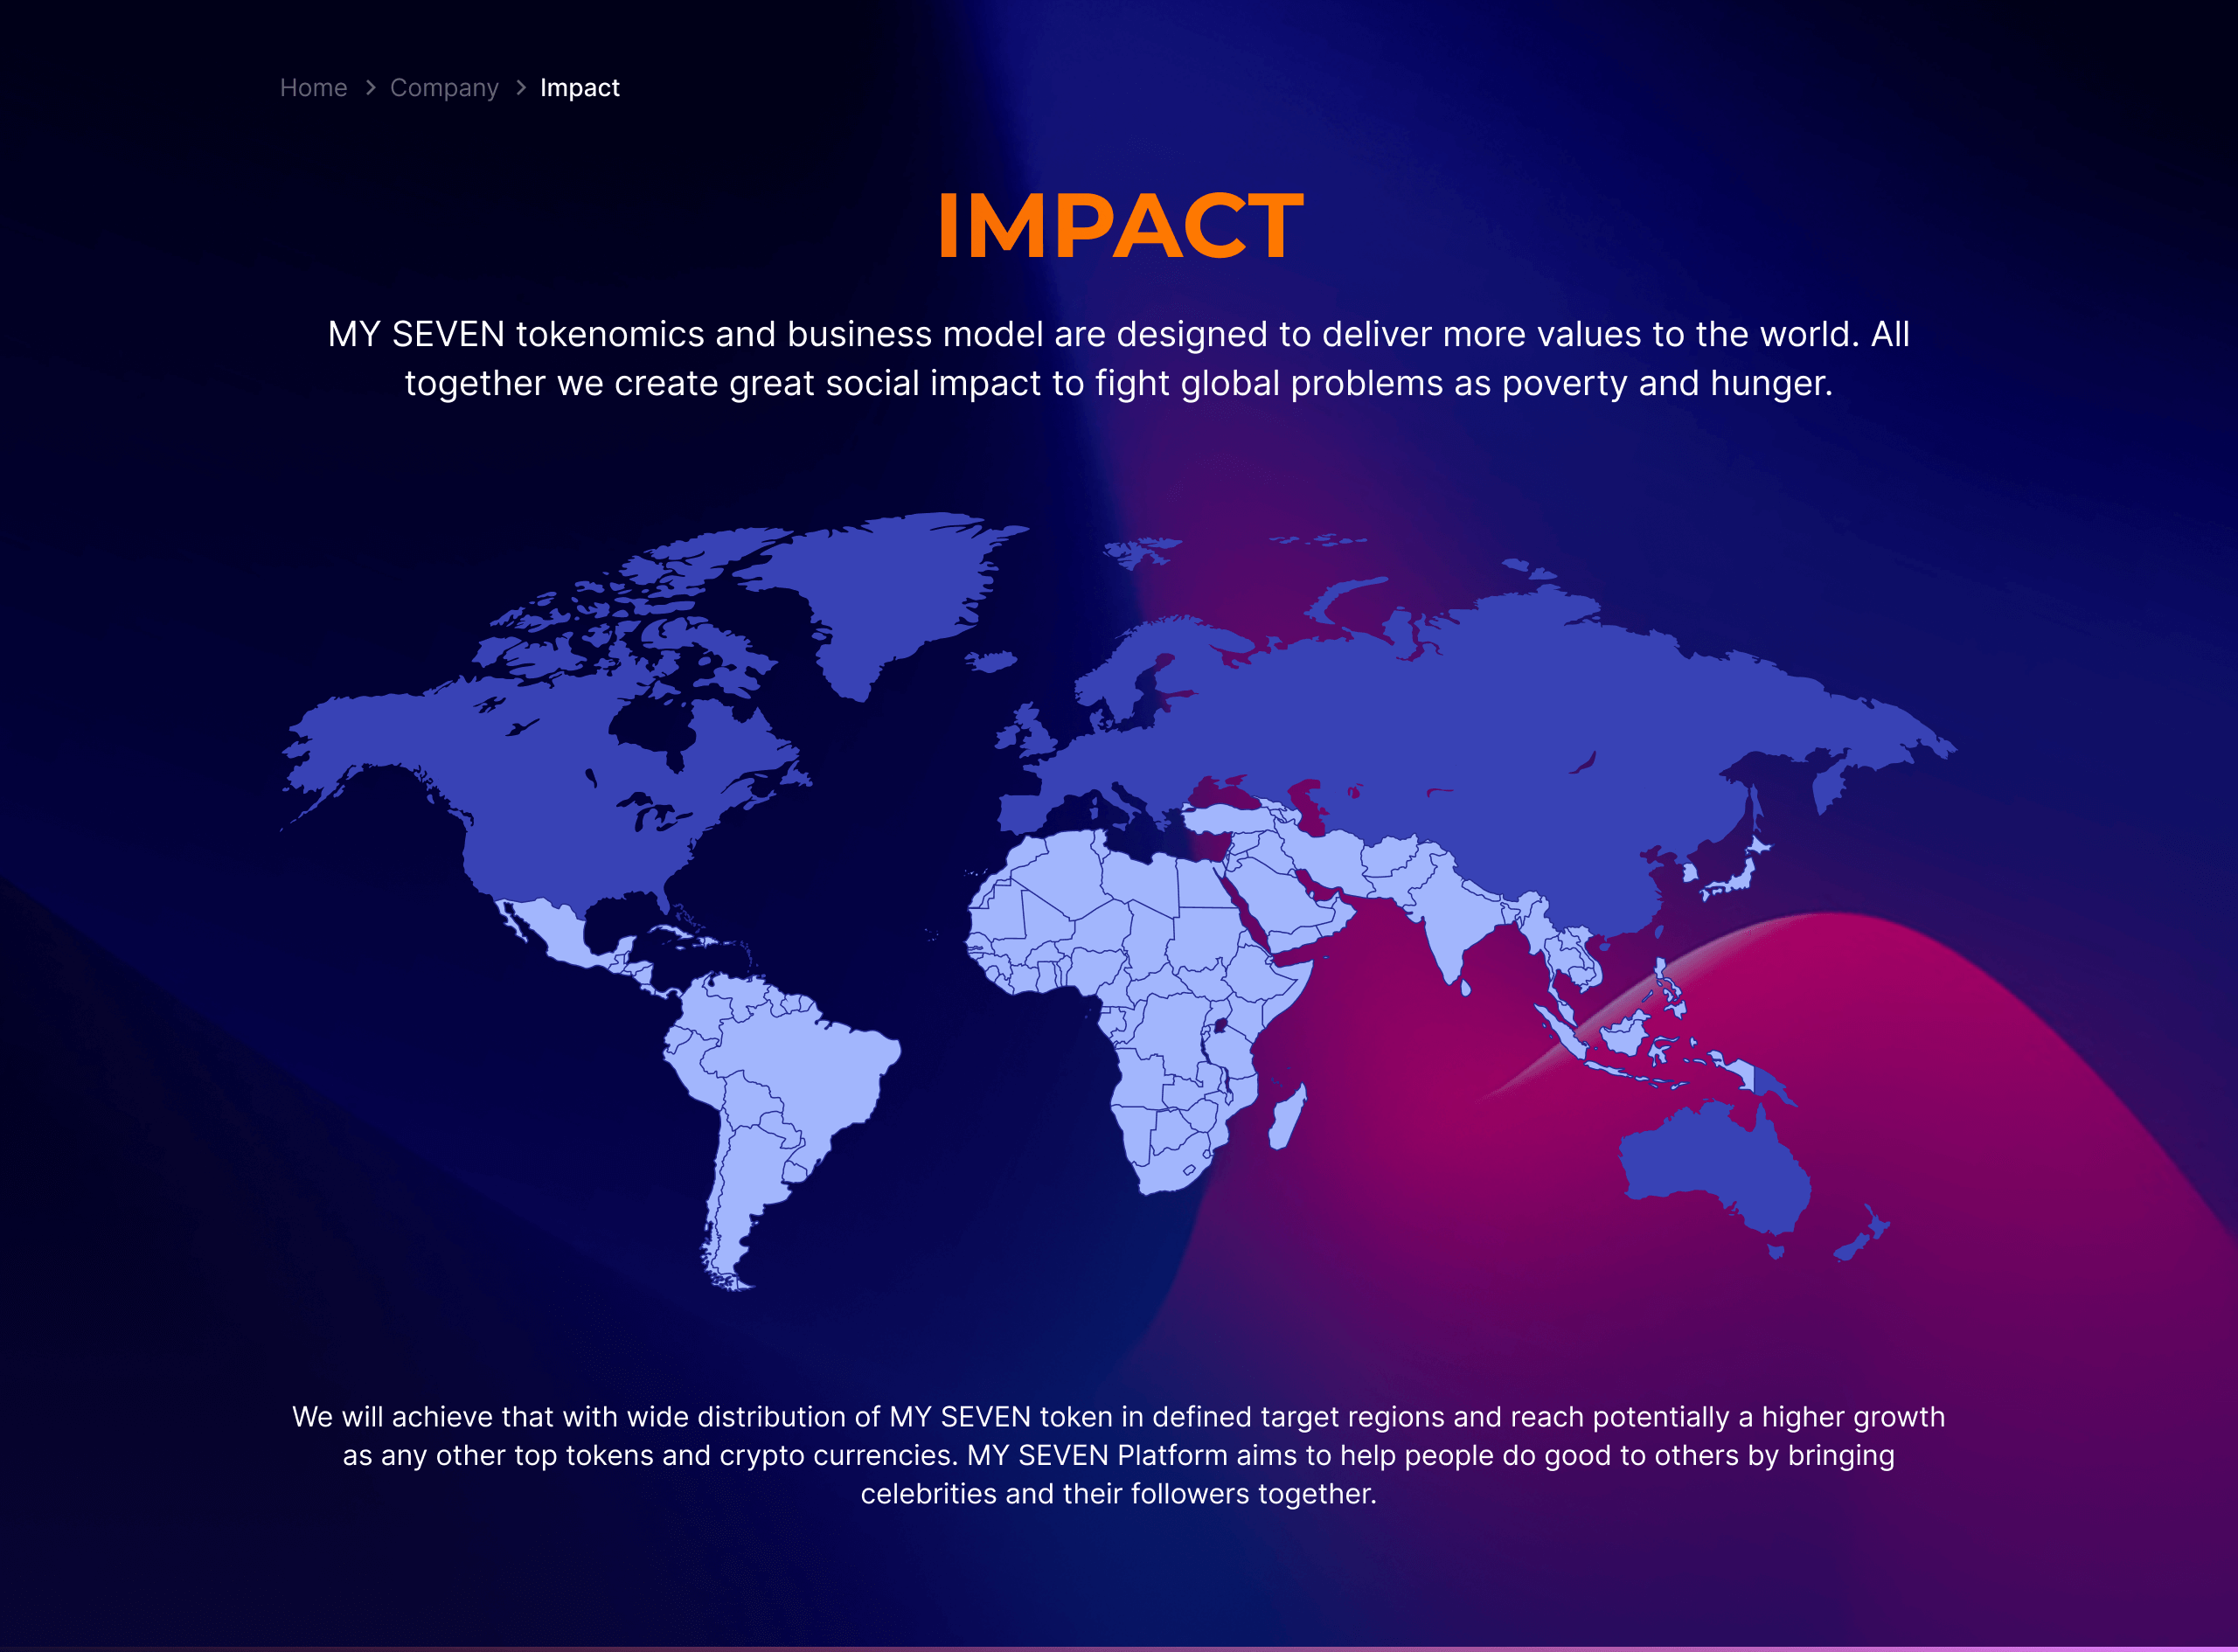 Home > Company > Impact
IMPACT
MY SEVEN tokenomics and business model are designed to deliver more values to the world. All
together we create great social impact to fight global problems as poverty and hunger.
We will achieve that with wide distribution of MY SEVEN token in defined target regions and reach potentially a higher growth
as any other top tokens and crypto currencies. MY SEVEN Platform aims to help people do good to others by bringing
celebrities and their followers together.